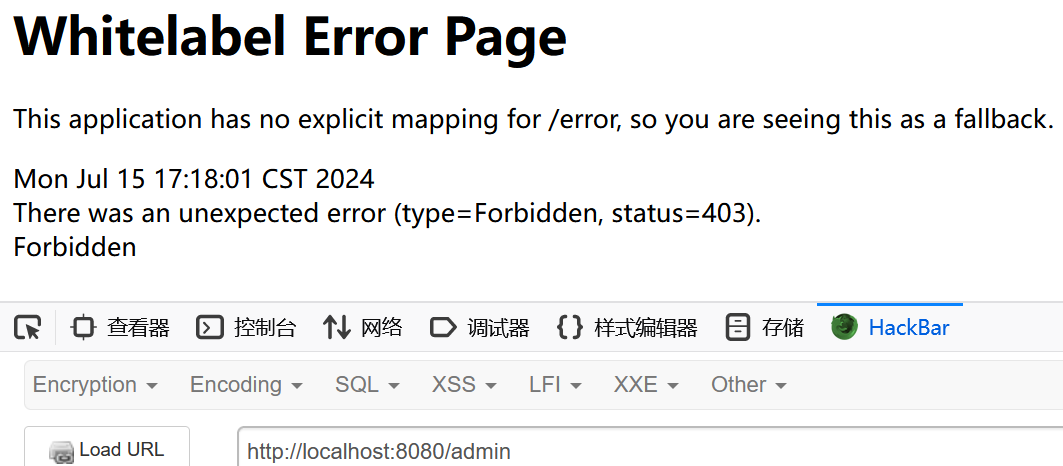 Whitelabel Error Page
This application has no explicit mapping for /error, so you are seeing this as a fallback.
Mon Jul 15 17:18:01 CST 2024
There was an unexpected error (type=Forbidden, status=403).
Forbidden
查看器 控制台 网络 调试器 样式编辑器 存储 HackBar
Encryption Encoding SQL XSS LFI XXE Other
Load URL http://localhost:8080/admin